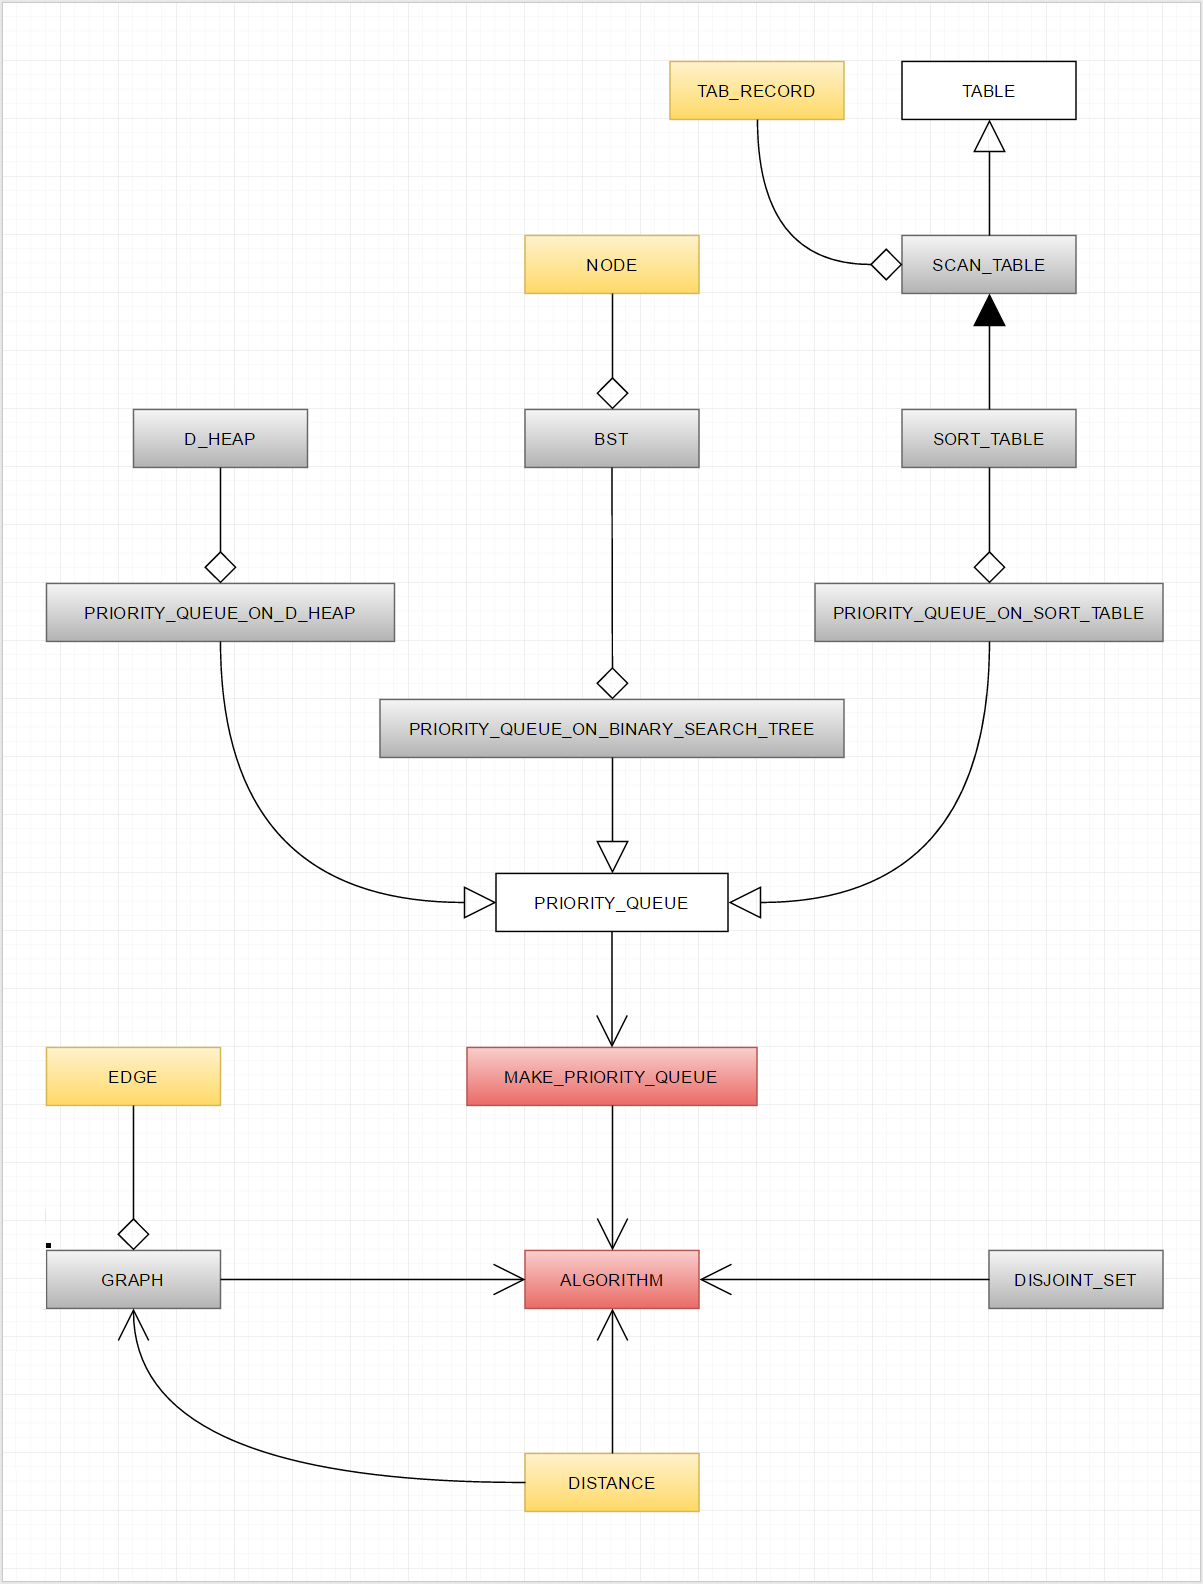 TAB_RECORD
TABLE
NODE
SCAN_TABLE
D_HEAP
BST
SORT_TABLE
PRIORITY_QUEUE_ON_D_HEAP
PRIORITY_QUEUE_ON_SORT_TABLE
PRIORITY_QUEUE_ON_BINARY_SEARCH_TREE
PRIORITY_QUEUE
EDGE
MAKE_PRIORITY_QUEUE
GRAPH
ALGORITHM
DISJOINT_SET
DISTANCE